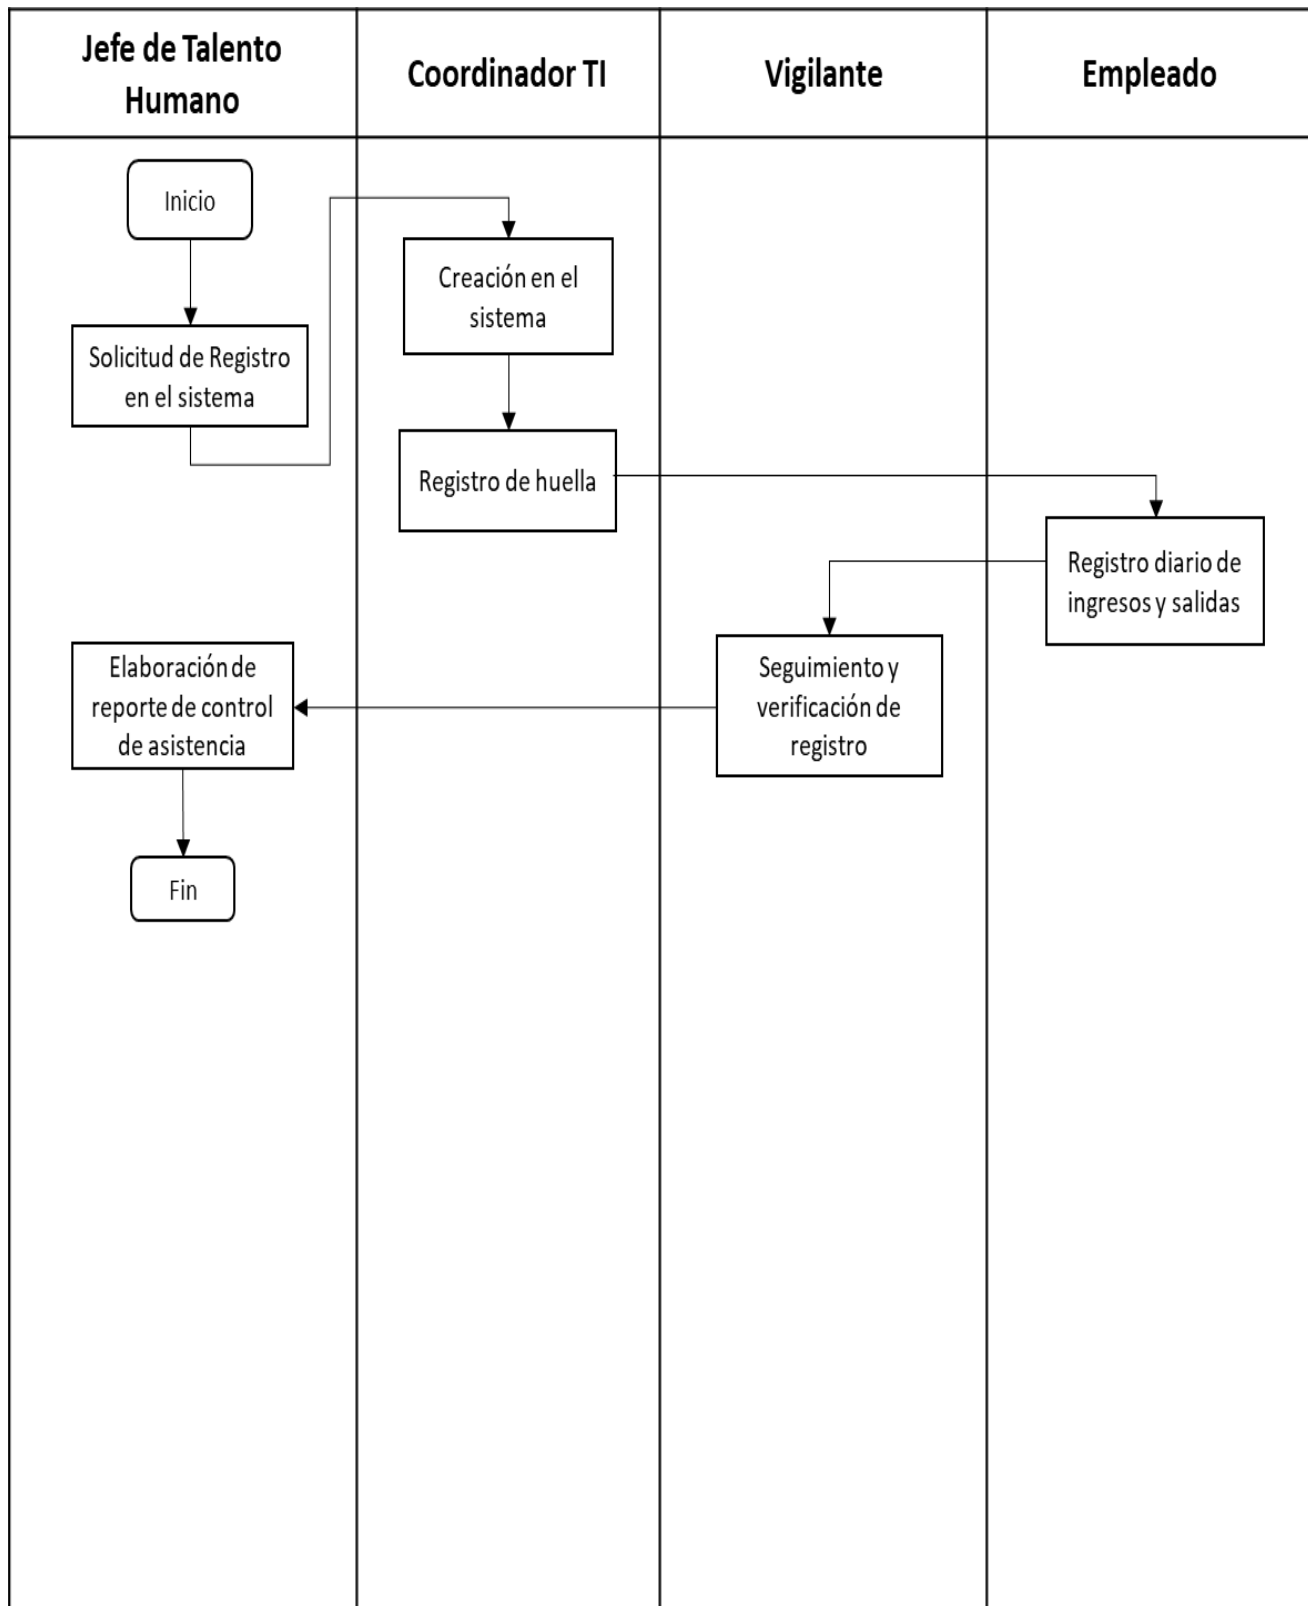 Jefe de Talento
Humano
Coordinador TI
Vigilante
Empleado
Inicio
Solicitud de Registro
en el sistema
Creación en el
sistema
Registro de huella
Registro diario de
ingresos y salidas
Seguimiento y
verificación de
registro
Elaboración de
reporte de control
de asistencia
Fin